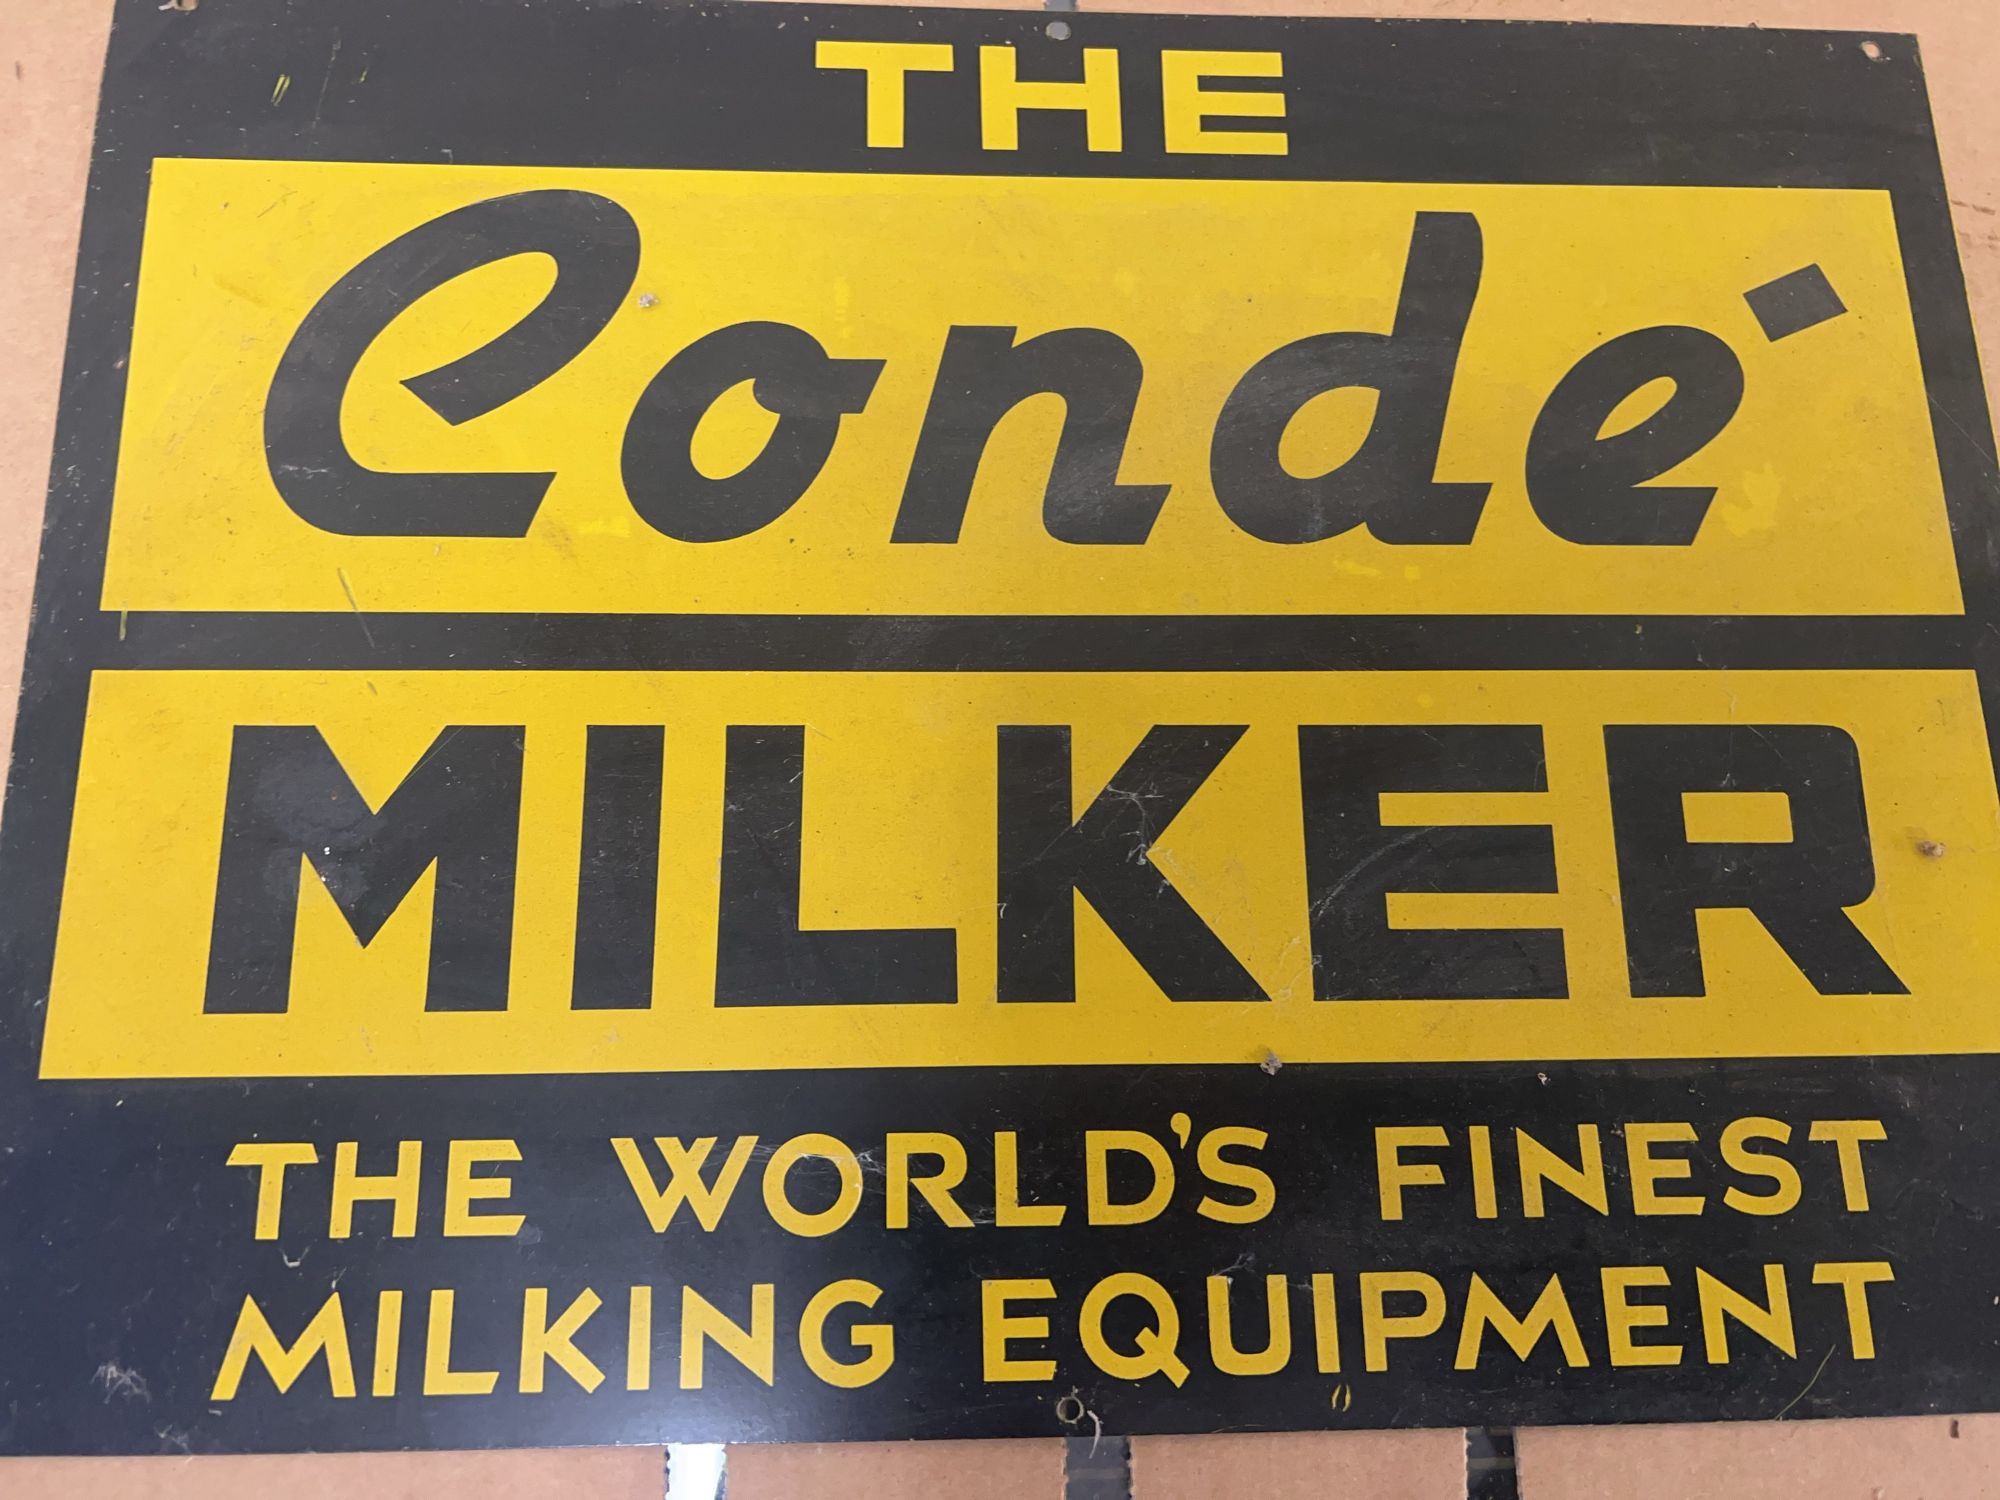 THE
Condé
MILKER
THE WORLD'S FINEST
MILKING EQUIPMENT